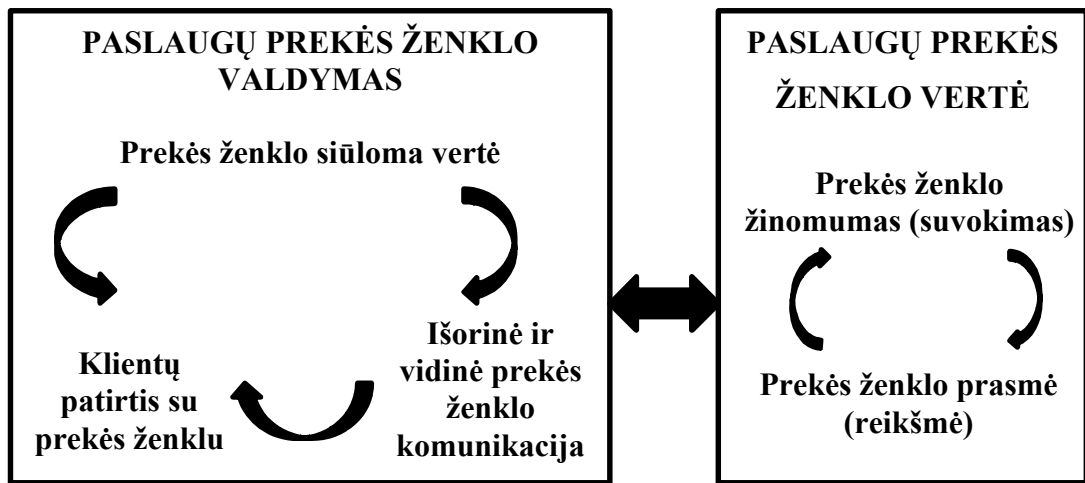 PASLAUGŲ PREKĖS ŽENKLO
VALDYMAS
Prekės ženklo siūloma vertė
Klientų
patirtis su
prekės ženklu
Išorinė ir
vidinė prekės
ženklo
komunikacija
PASLAUGŲ PREKĖS
ŽENKLO VERTĖ
Prekės ženklo
žinomumas (suvokimas)
Prekės ženklo prasmė
(reikšmė)